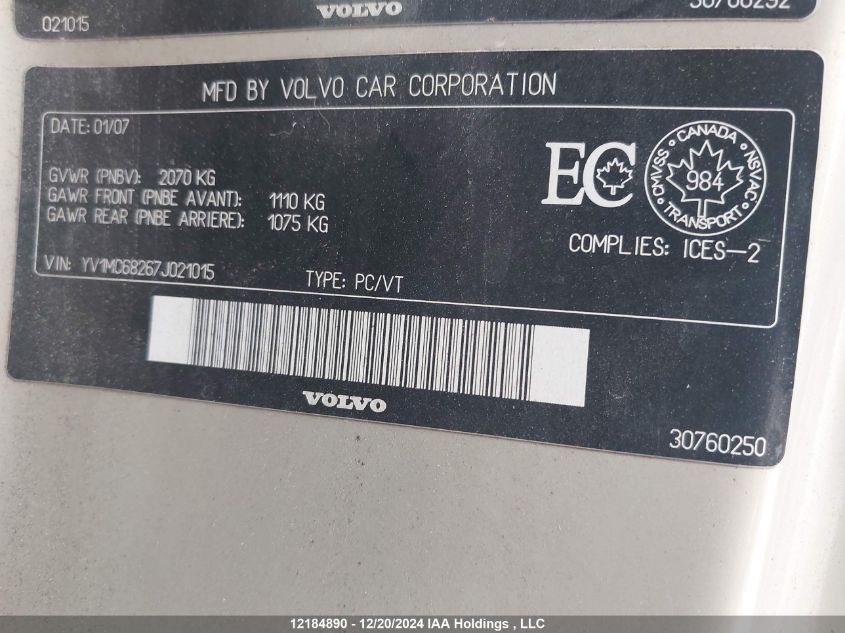 021015
VOLVO
MFD BY VOLVO CAR CORPORATION
DATE: 01/07
GVWR (PNBV): 2070 KG
GAWR FRONT (PNBE AVANT): 1110 KG
GAWR REAR (PNBE ARRIERE): 1075 KG
EC
CANADA
CMVSS
984
NSVAC
TRANSPORT
COMPLIES: ICES-2
VIN: YV1MC68267J021015
TYPE: PC/VT
VOLVO
30760250
12184890 - 12/20/2024 IAA Holdings , LLC